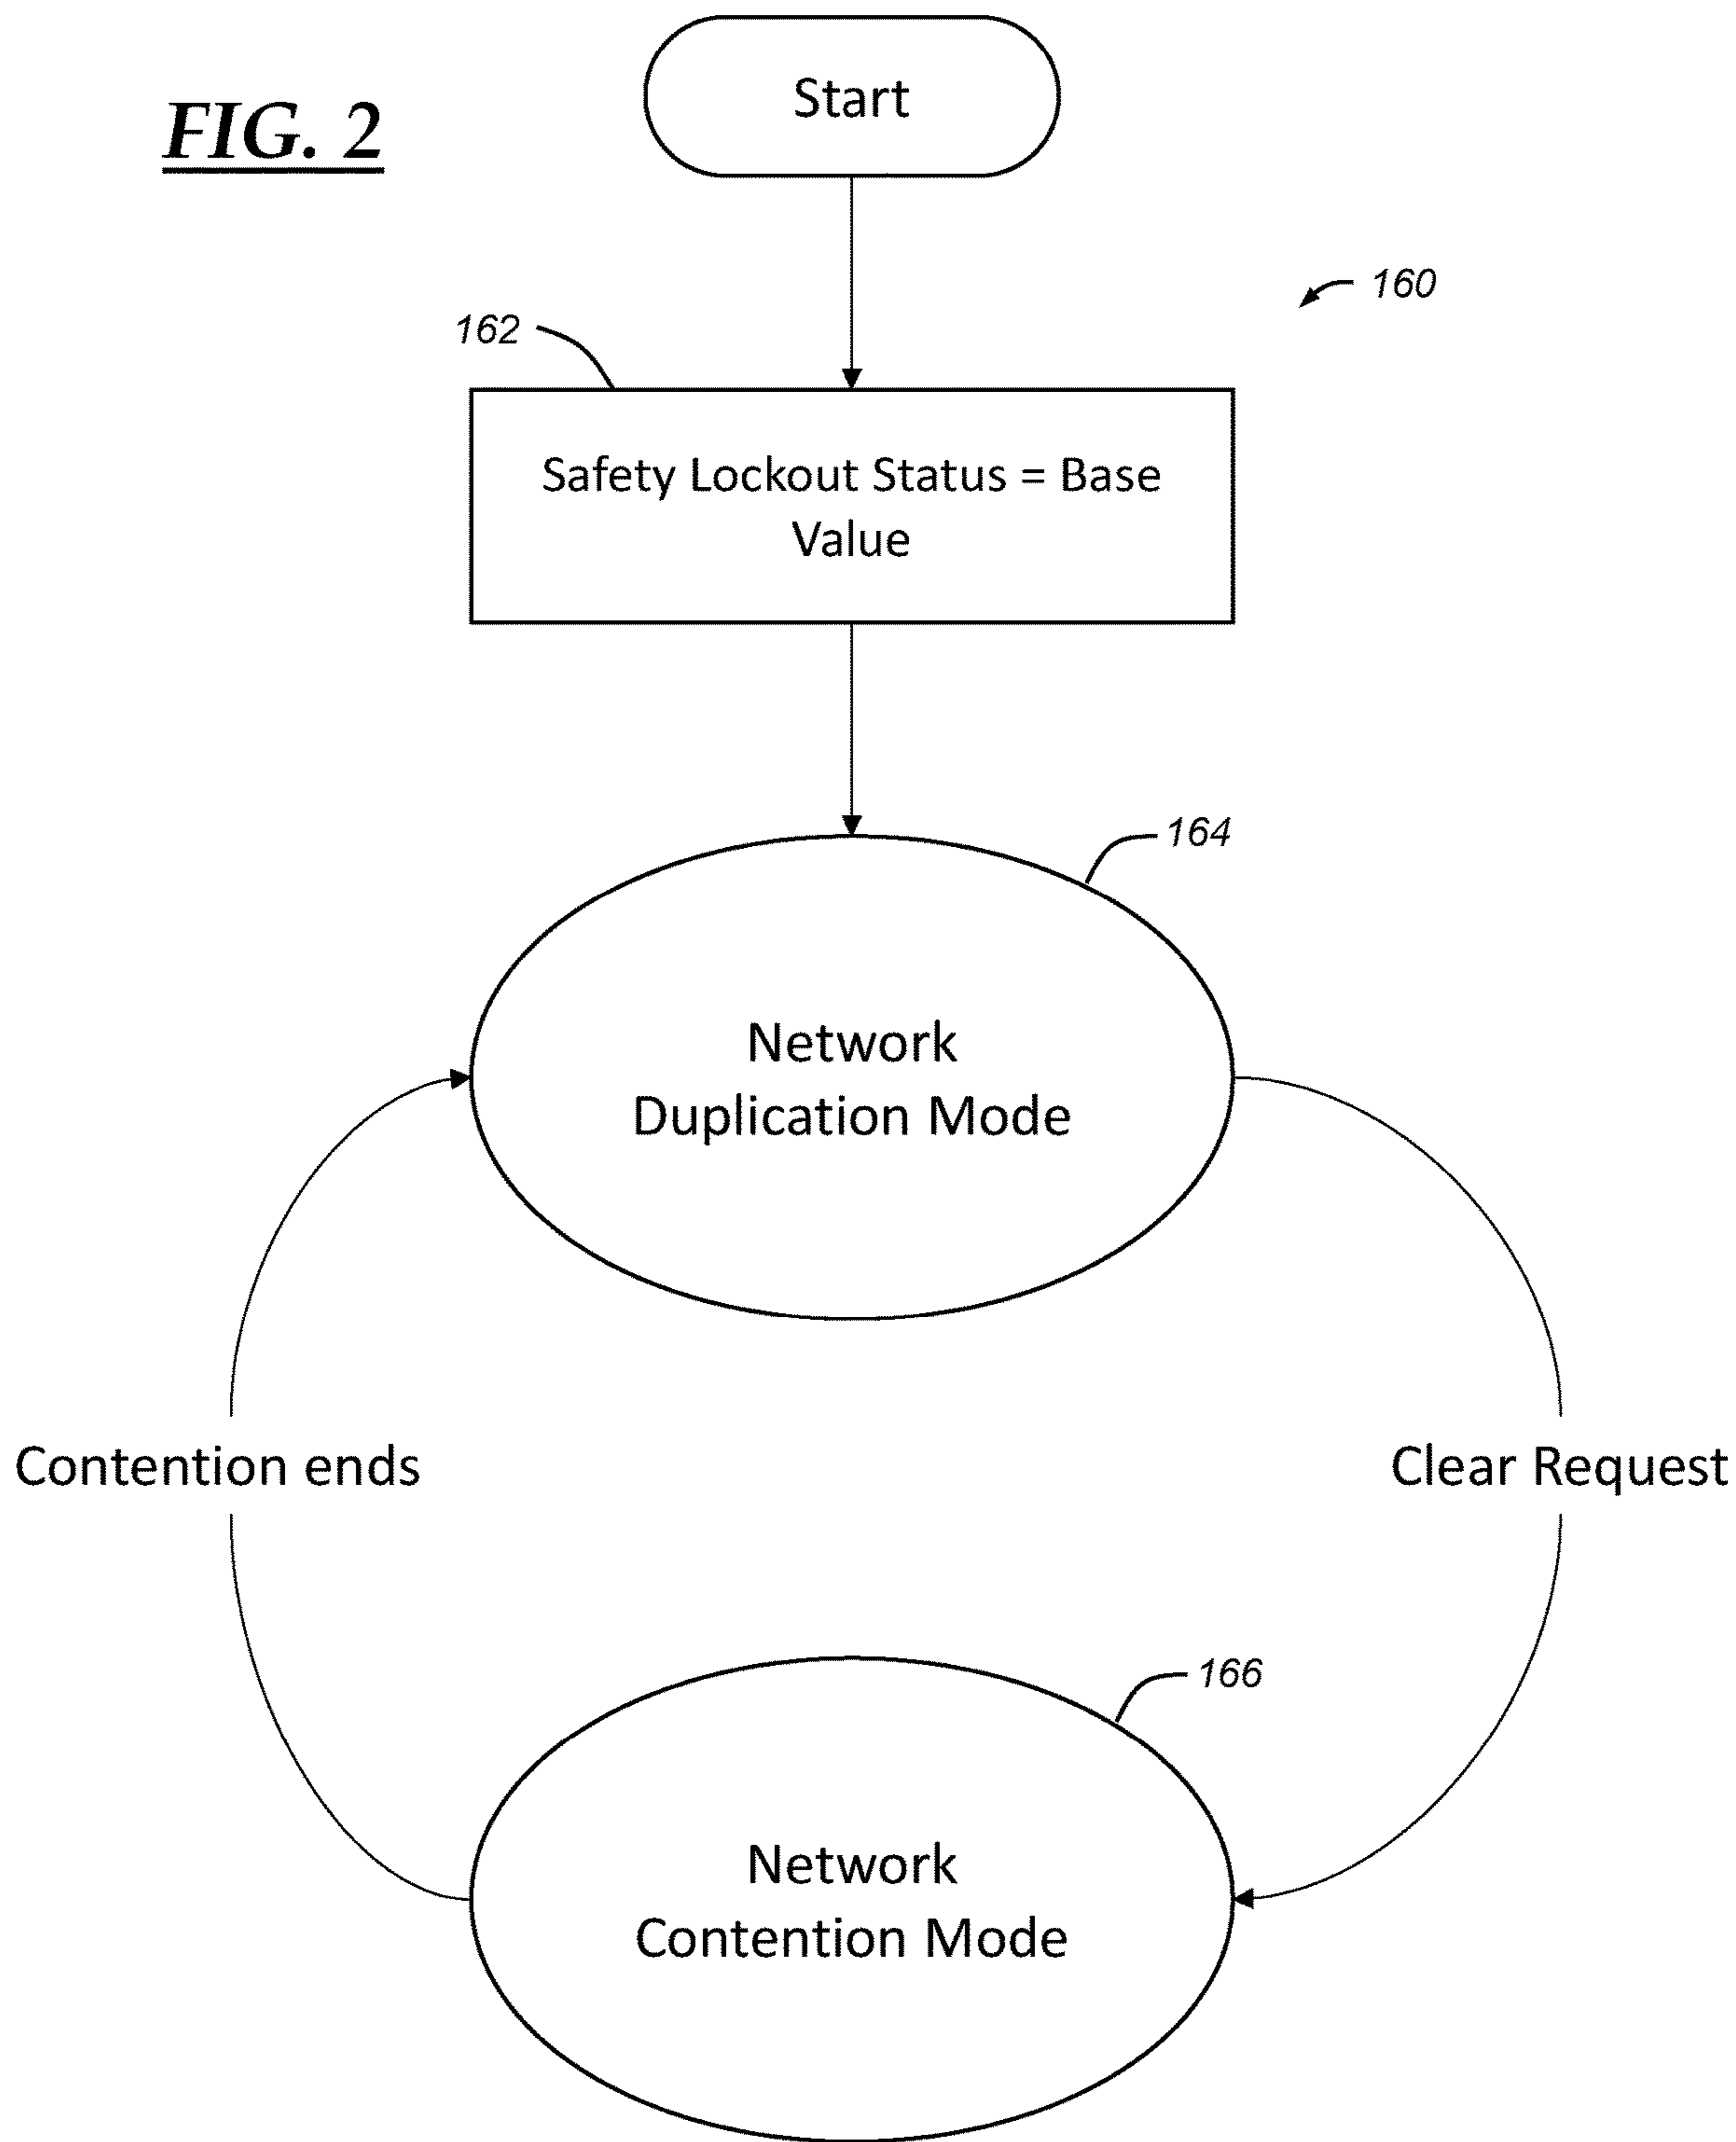 FIG. 2
Start
160
162
Safety Lockout Status = Base
Value
164
Network
Duplication Mode
Contention ends
Clear Request
166
Network
Contention Mode